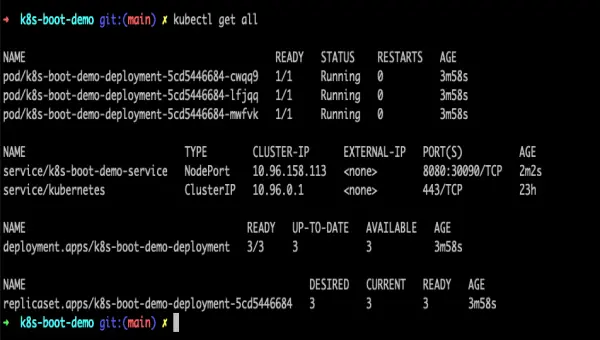 ➜ k8s-boot-demo git:(main) ✗ kubectl get all
NAME READY STATUS RESTARTS AGE
pod/k8s-boot-demo-deployment-5cd5446684-cwqq9 1/1 Running 0 3m58s
pod/k8s-boot-demo-deployment-5cd5446684-lfjqq 1/1 Running 0 3m58s
pod/k8s-boot-demo-deployment-5cd5446684-mwfvk 1/1 Running 0 3m58s
NAME TYPE CLUSTER-IP EXTERNAL-IP PORT(S) AGE
service/k8s-boot-demo-service NodePort 10.96.158.113 <none> 8080:30090/TCP 2m2s
service/kubernetes ClusterIP 10.96.0.1 <none> 443/TCP 23h
NAME READY UP-TO-DATE AVAILABLE AGE
deployment.apps/k8s-boot-demo-deployment 3/3 3 3 3m58s
NAME DESIRED CURRENT READY AGE
replicaset.apps/k8s-boot-demo-deployment-5cd5446684 3 3 3 3m58s
➜ k8s-boot-demo git:(main) ✗